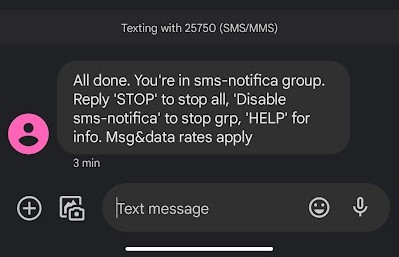 Texting with 25750 (SMS/MMS)
All done. You're in sms-notifica group.
Reply 'STOP' to stop all, 'Disable
sms-notifica' to stop grp, 'HELP' for
info. Msg&data rates apply
3 min
Text message